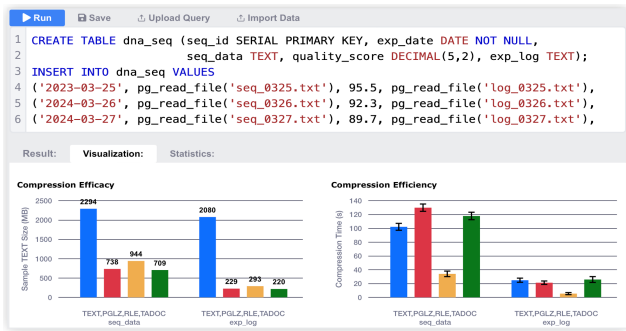 Run Save Upload Query Import Data
1 CREATE TABLE dna_seq (seq_id SERIAL PRIMARY KEY, exp_date DATE NOT NULL,
2 seq_data TEXT, quality_score DECIMAL(5,2), exp_log TEXT);
3 INSERT INTO dna_seq VALUES
4 ('2023-03-25', pg_read_file('seq_0325.txt'), 95.5, pg_read_file('log_0325.txt'),
5 ('2024-03-26', pg_read_file('seq_0326.txt'), 92.3, pg_read_file('log_0326.txt'),
6 ('2024-03-27', pg_read_file('seq_0327.txt'), 89.7, pg_read_file('log_0327.txt'),
Result: Visualization: Statistics:
Compression Efficacy
Sample TEXT Size (MB)
2500
2000
1500
1000
500
0
2294
738
944
709
2080
229
293
220
TEXT,PGLZ,RLE,TADOC
seq_data
TEXT,PGLZ,RLE,TADOC
exp_log
Compression Efficiency
Compression Time (s)
140
120
100
80
60
40
20
0
TEXT,PGLZ,RLE,TADOC
seq_data
TEXT,PGLZ,RLE,TADOC
exp_log